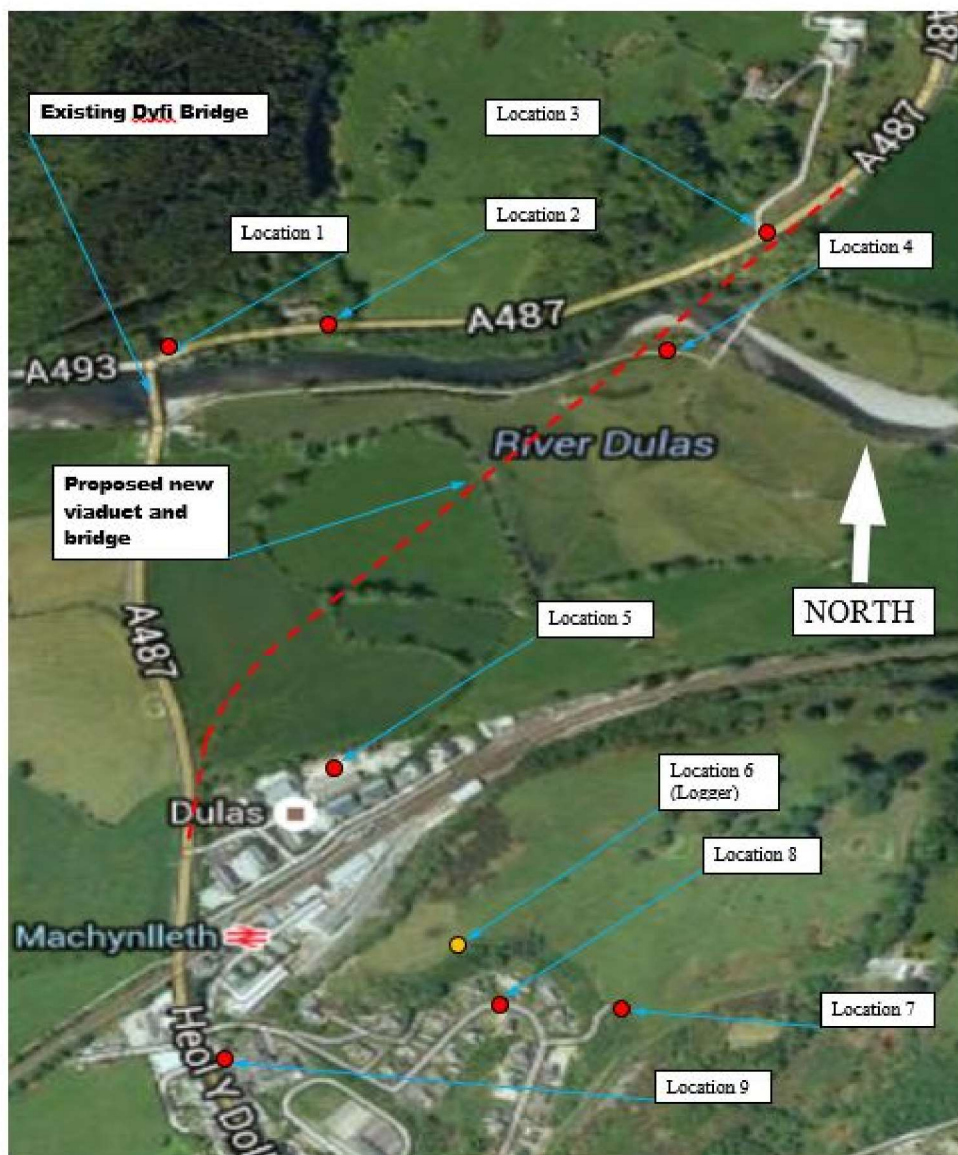 A487
Existing Dyfi Bridge
Location 3
A487
Location 2
Location 1
Location 4
A487
A493
River Dulas
Proposed new
viaduct and
bridge
NORTH
A487
Location 5
Location 6
(Logger)
Dulas
Location 8
Machynlleth
Location 7
Heol Y Dol
Location 9